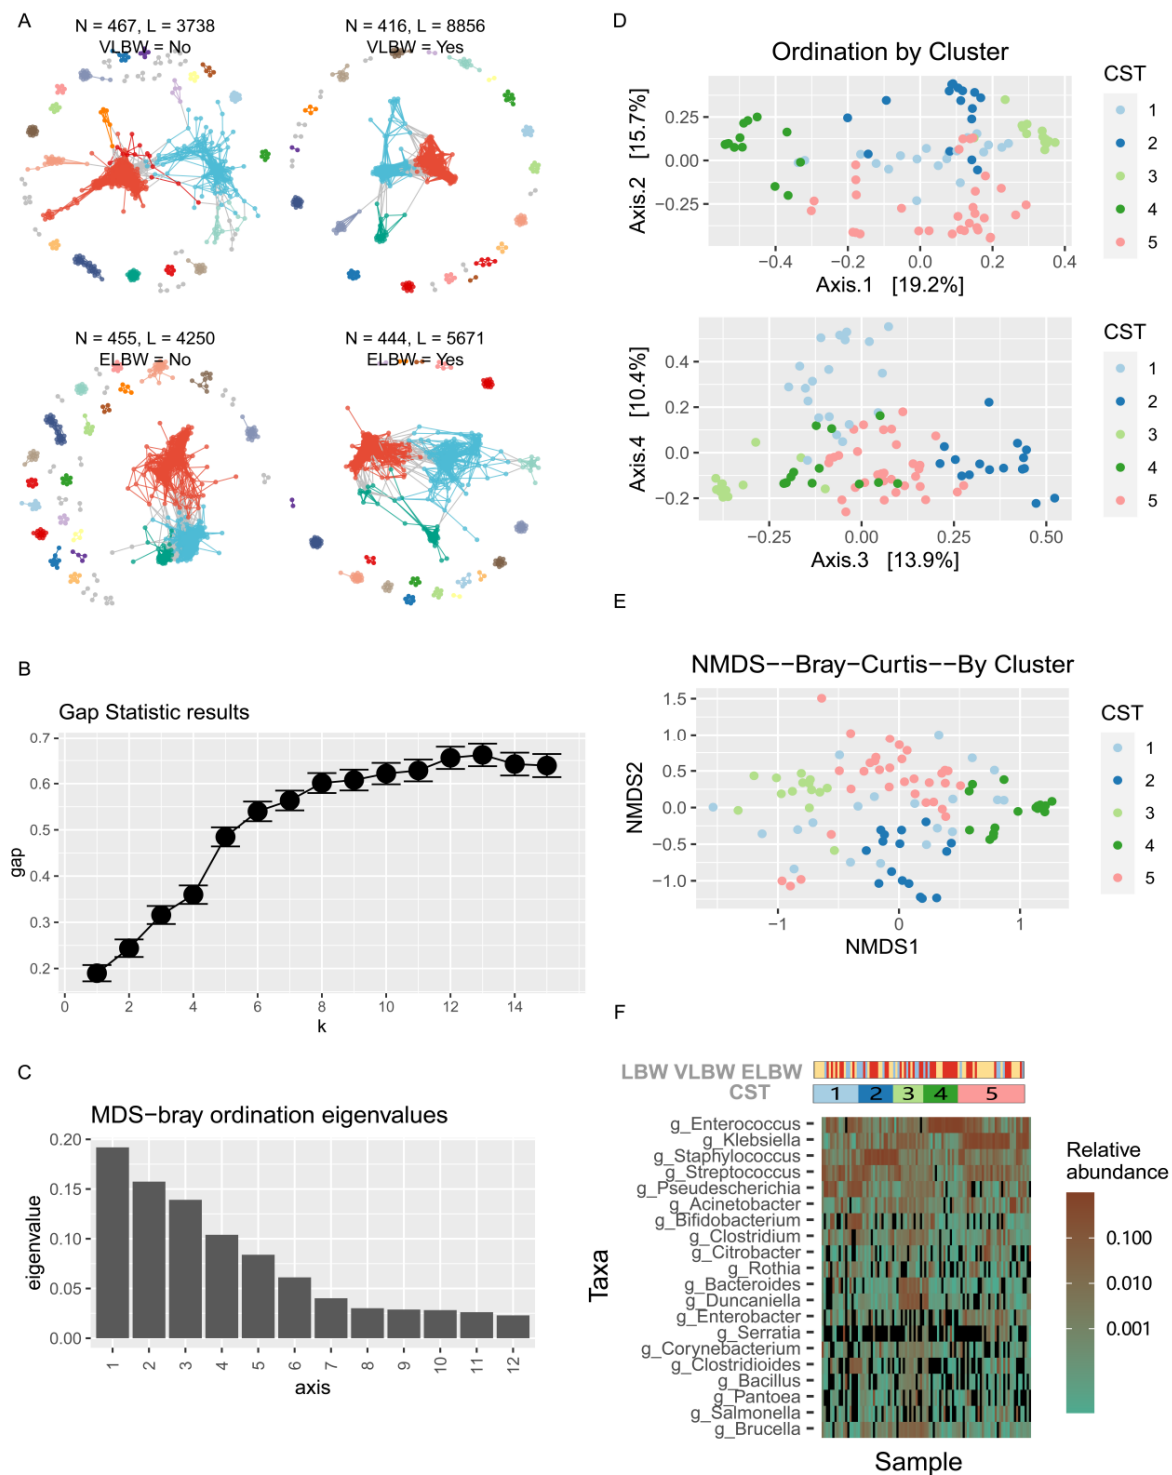 A
N = 467, L = 3738
VLBW = No
N = 416, L = 8856
VLBW = Yes
N = 455, L = 4250
ELBW = No
N = 444, L = 5671
ELBW = Yes
B
Gap Statistic results
0.7
0.6
0.5
0.4
0.3
0.2
gap
0 2 4 6 8 10 12 14
k
C
MDS−bray ordination eigenvalues
0.20
0.15
0.10
0.05
0.00
eigenvalue
1 2 3 4 5 6 7 8 9 10 11 12
axis
D
Ordination by Cluster
Axis.2 [15.7%]
0.25
0.00
−0.25
−0.4 −0.2 0.0 0.2 0.4
Axis.1 [19.2%]
CST
1
2
3
4
5
Axis.4 [10.4%]
0.4
0.2
0.0
−0.2
−0.25 0.00 0.25 0.50
Axis.3 [13.9%]
CST
1
2
3
4
5
E
NMDS−−Bray−Curtis−−By Cluster
NMDS2
1.5
1.0
0.5
0.0
−0.5
−1.0
−1 0 1
NMDS1
CST
1
2
3
4
5
F
LBW VLBW ELBW
CST
1 2 3 4 5
g_Enterococcus
g_Klebsiella
g_Staphylococcus
g_Streptococcus
g_Pseudescherichia
g_Acinetobacter
g_Bifidobacterium
g_Clostridium
g_Citrobacter
g_Rothia
g_Bacteroides
g_Duncaniella
g_Enterobacter
g_Serratia
g_Corynebacterium
g_Clostridioides
g_Bacillus
g_Pantoea
g_Salmonella
g_Brucella
Taxa
Sample
Relative
abundance
0.100
0.010
0.001